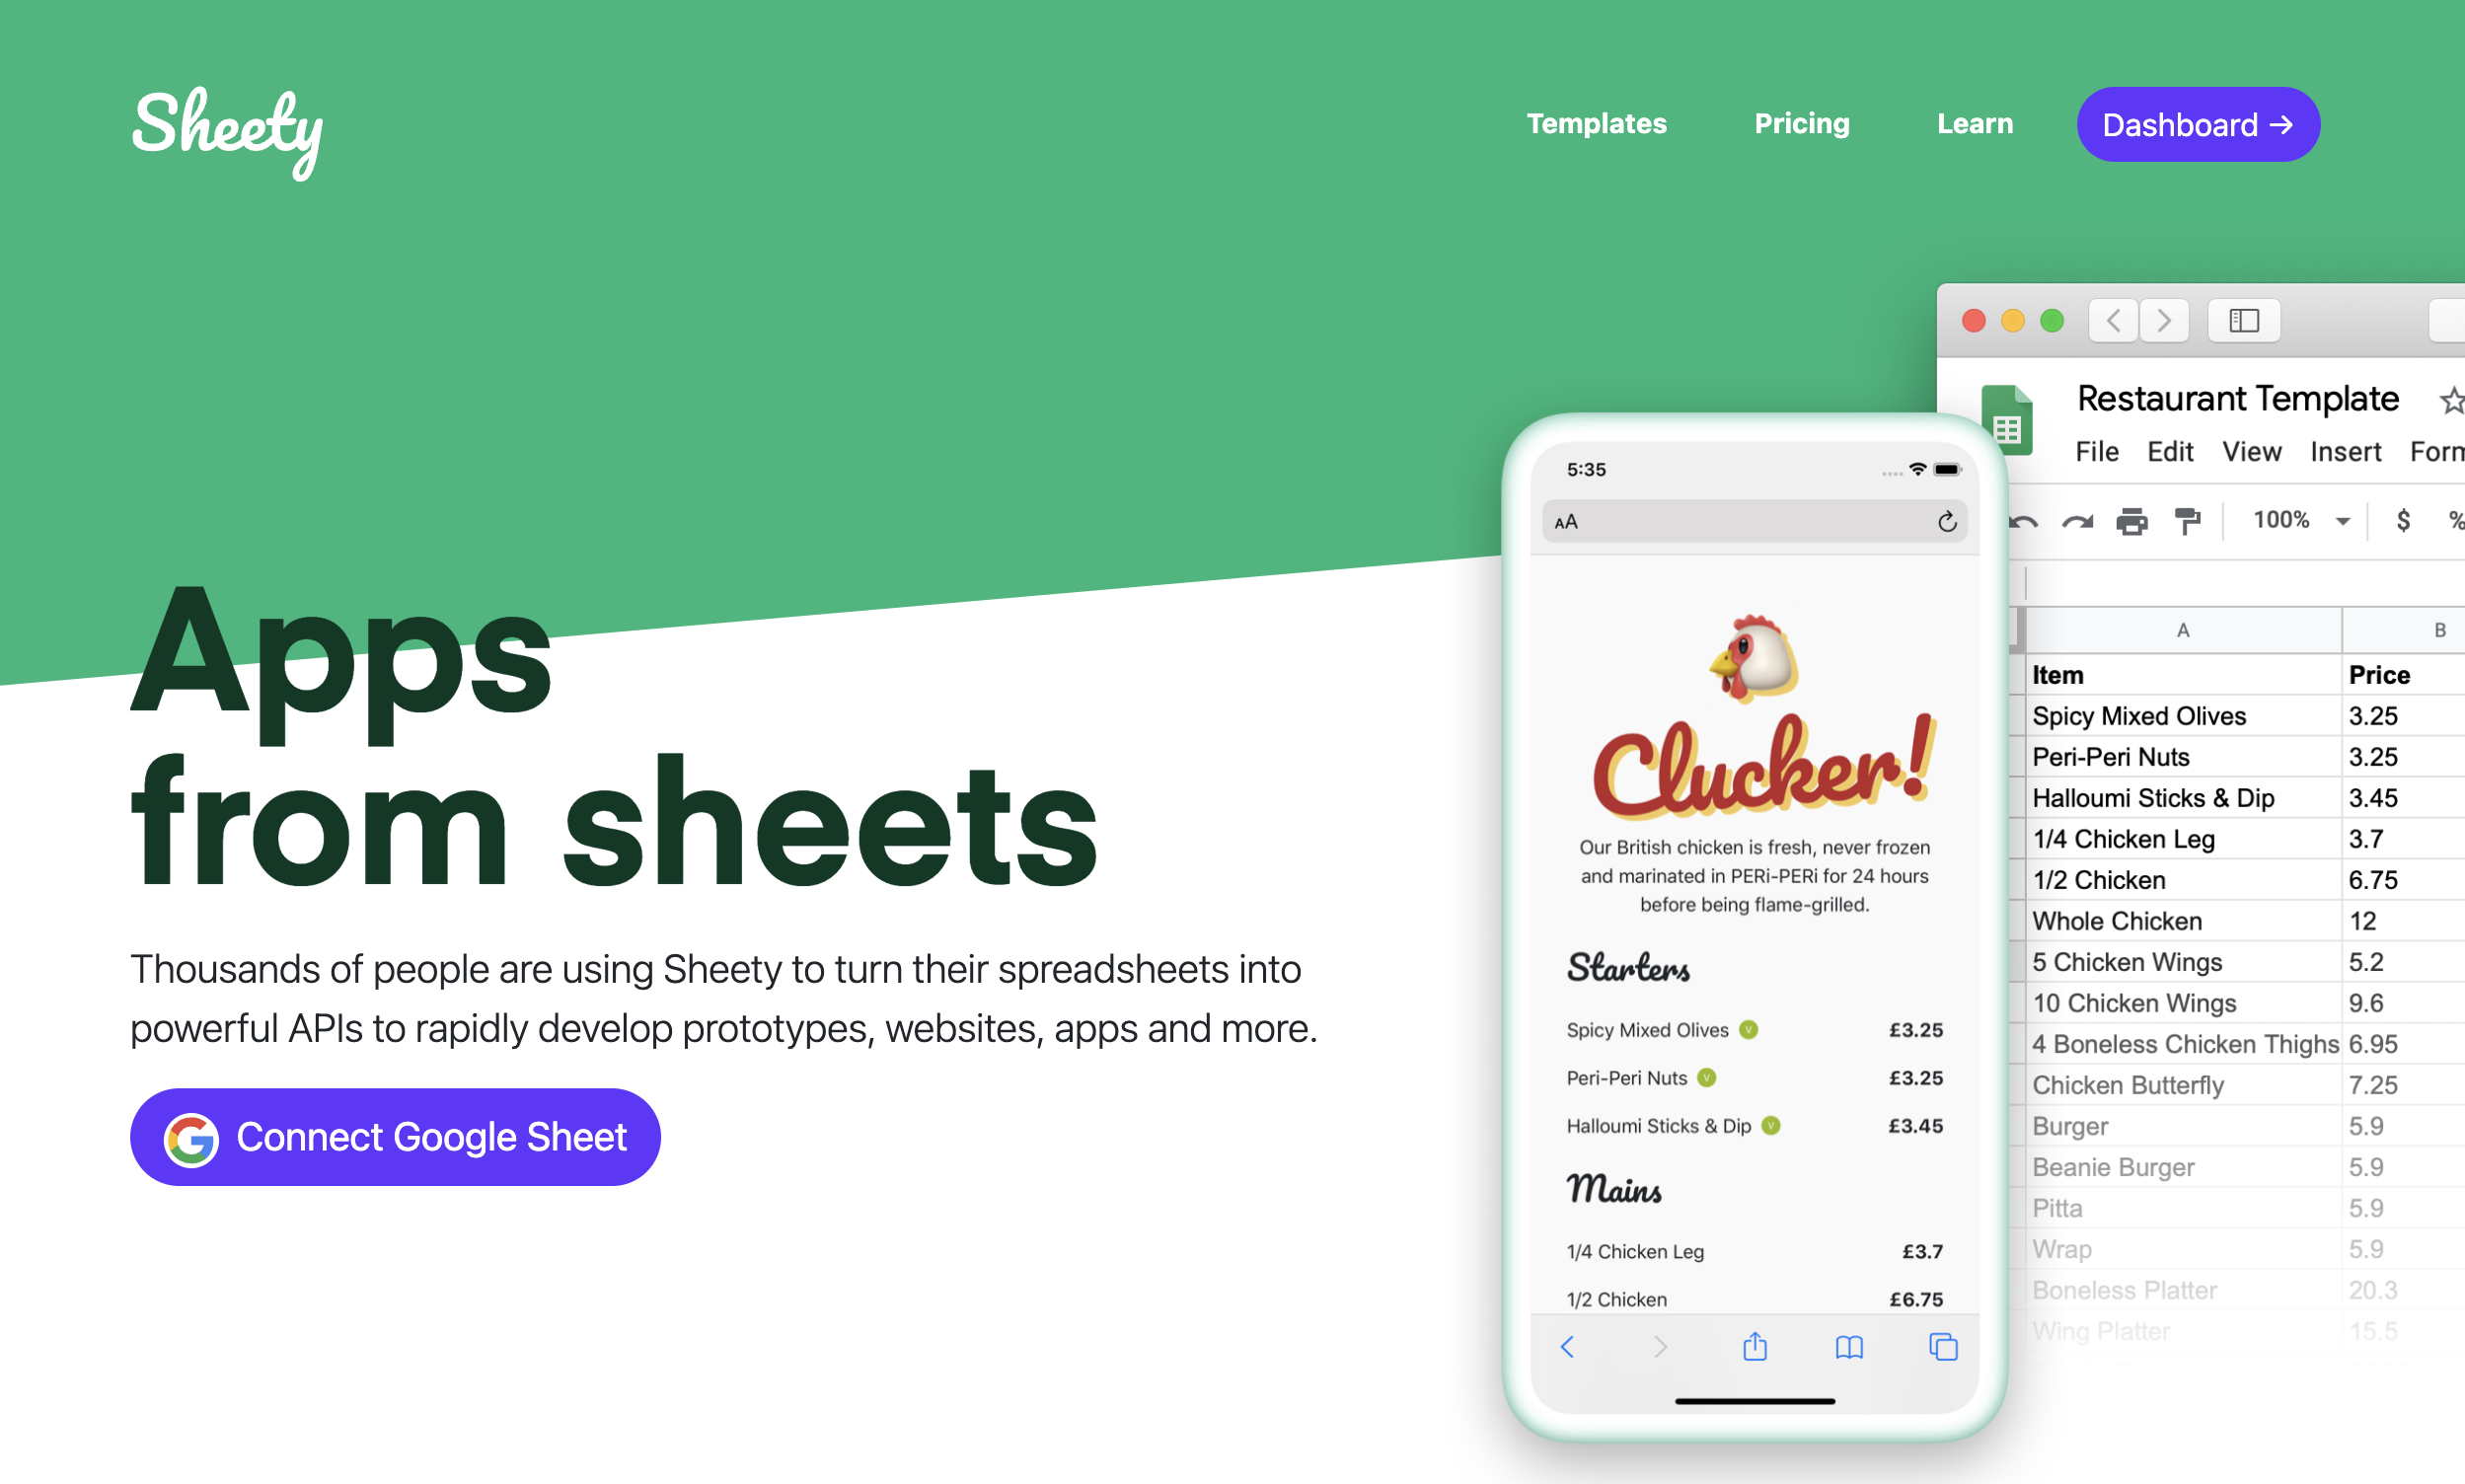 Sheety
Templates
Pricing
Learn
Dashboard →
Apps
from sheets
Thousands of people are using Sheety to turn their spreadsheets into
powerful APIs to rapidly develop prototypes, websites, apps and more.
G Connect Google Sheet
5:35
AA
Clucker!
Our British chicken is fresh, never frozen
and marinated in PERi-PERi for 24 hours
before being flame-grilled.
Starters
Spicy Mixed Olives V £3.25
Peri-Peri Nuts V £3.25
Halloumi Sticks & Dip V £3.45
Mains
1/4 Chicken Leg £3.7
1/2 Chicken £6.75
Restaurant Template
File Edit View Insert Form
100% $ %
A B
Item Price
Spicy Mixed Olives 3.25
Peri-Peri Nuts 3.25
Halloumi Sticks & Dip 3.45
1/4 Chicken Leg 3.7
1/2 Chicken 6.75
Whole Chicken 12
5 Chicken Wings 5.2
10 Chicken Wings 9.6
4 Boneless Chicken Thighs 6.95
Chicken Butterfly 7.25
Burger 5.9
Beanie Burger 5.9
Pitta 5.9
Wrap 5.9
Boneless Platter 20.3
Wing Platter 15.5